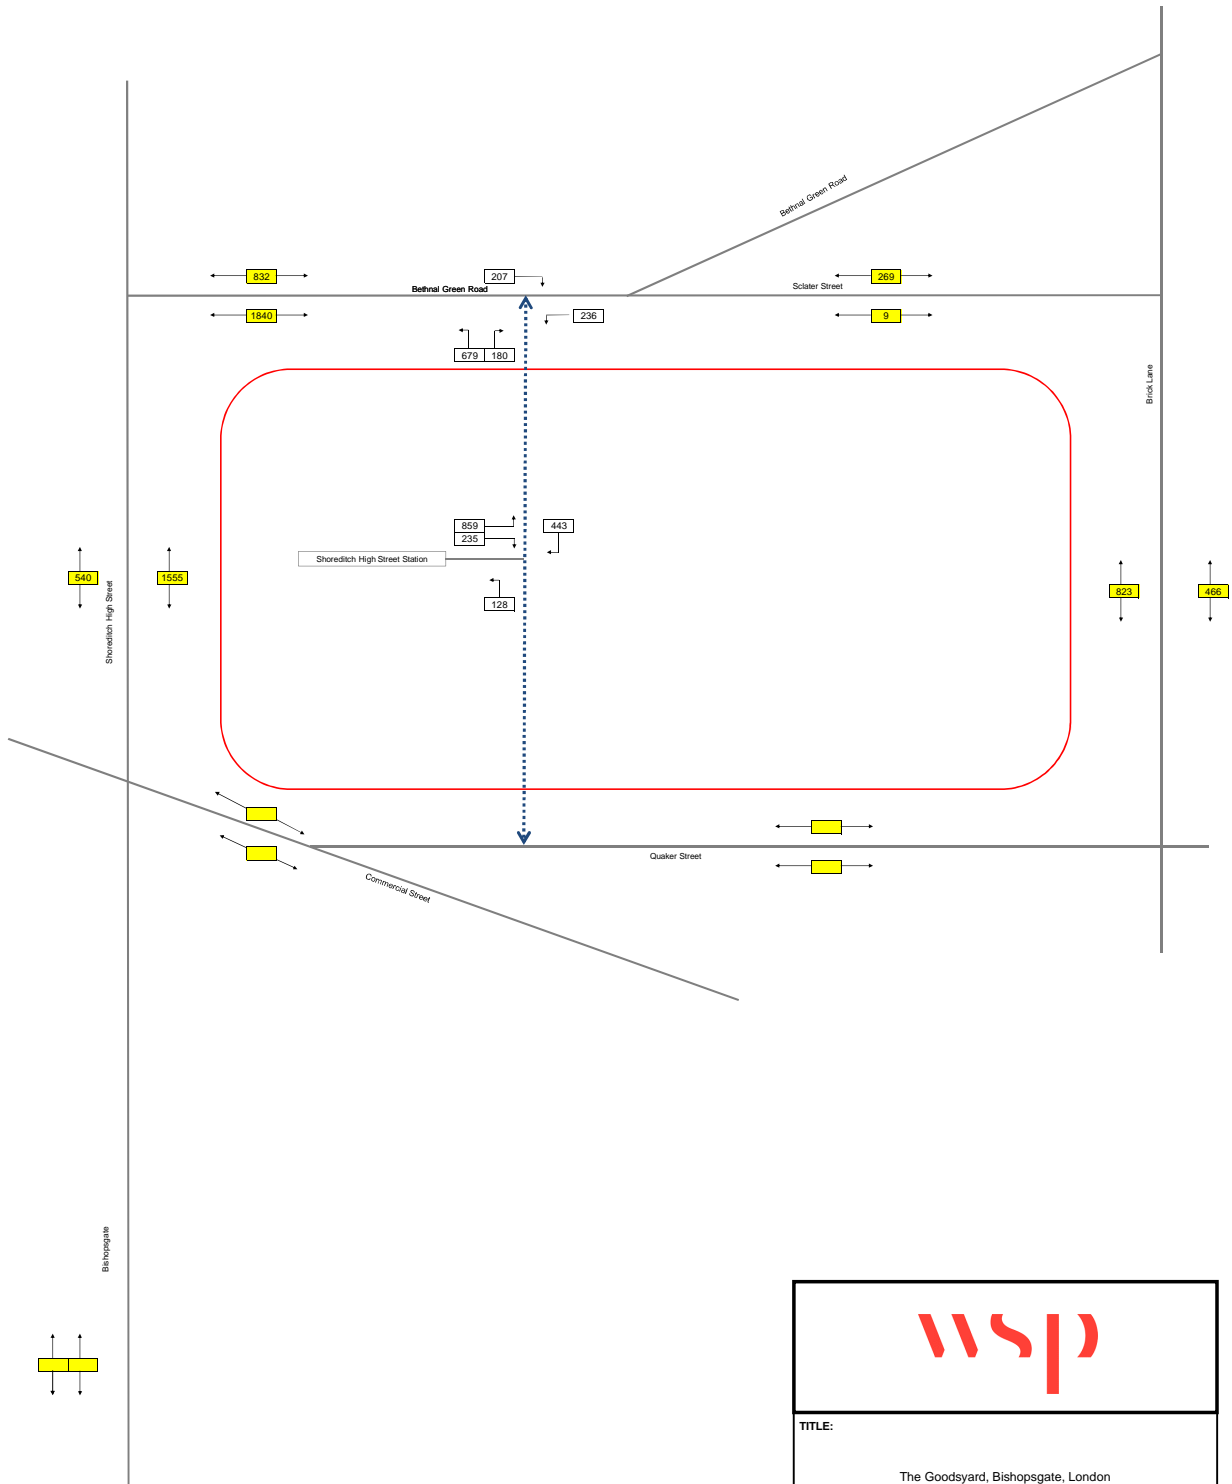 Bethnal Green Road
832
207
269
Bethnal Green Road
Sclater Street
1840
236
9
679 180
Brick Lane
859
443
235
Shoreditch High Street Station
540
1555
823
466
128
Shoreditch High Street
Quaker Street
Commercial Street
Bishopsgate
wsp
TITLE:
The Goodsyard, Bishopsgate, London